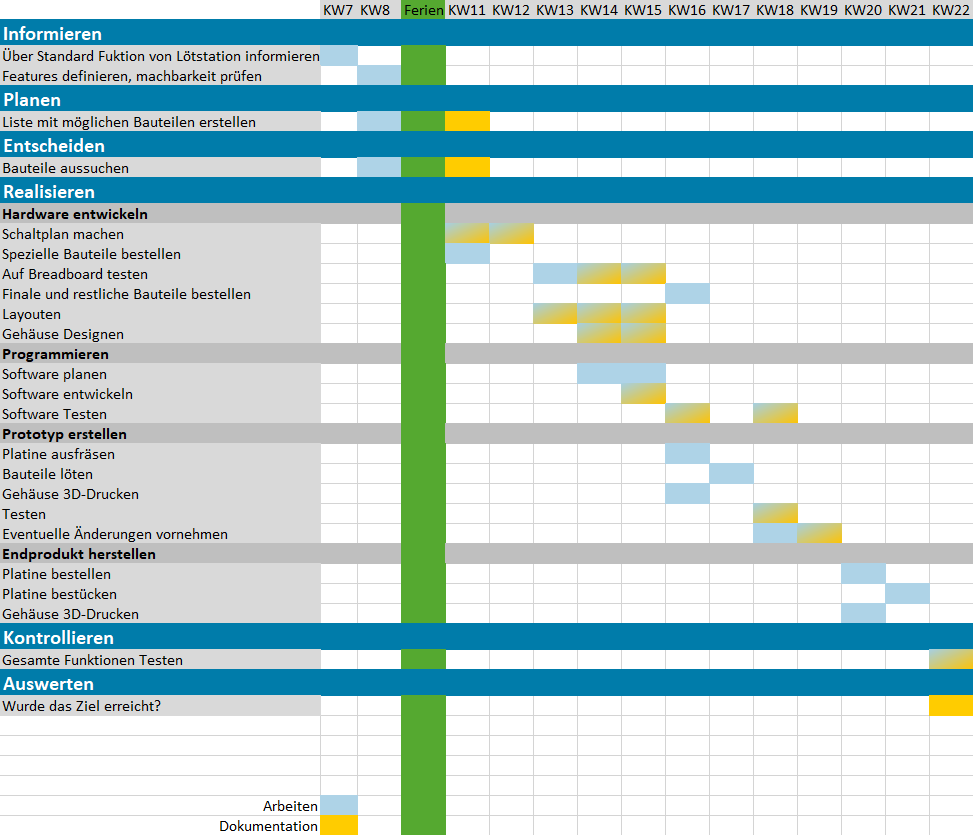 KW7 KW8 Ferien KW11 KW12 KW13 KW14 KW15 KW16 KW17 KW18 KW19 KW20 KW21 KW22
Informieren
Über Standard Fuktion von Lötstation informieren
Features definieren, machbarkeit prüfen
Planen
Liste mit möglichen Bauteilen erstellen
Entscheiden
Bauteile aussuchen
Realisieren
Hardware entwickeln
Schaltplan machen
Spezielle Bauteile bestellen
Auf Breadboard testen
Finale und restliche Bauteile bestellen
Layouten
Gehäuse Designen
Programmieren
Software planen
Software entwickeln
Software Testen
Prototyp erstellen
Platine ausfräsen
Bauteile löten
Gehäuse 3D-Drucken
Testen
Eventuelle Änderungen vornehmen
Endprodukt herstellen
Platine bestellen
Platine bestücken
Gehäuse 3D-Drucken
Kontrollieren
Gesamte Funktionen Testen
Auswerten
Wurde das Ziel erreicht?
Arbeiten
Dokumentation